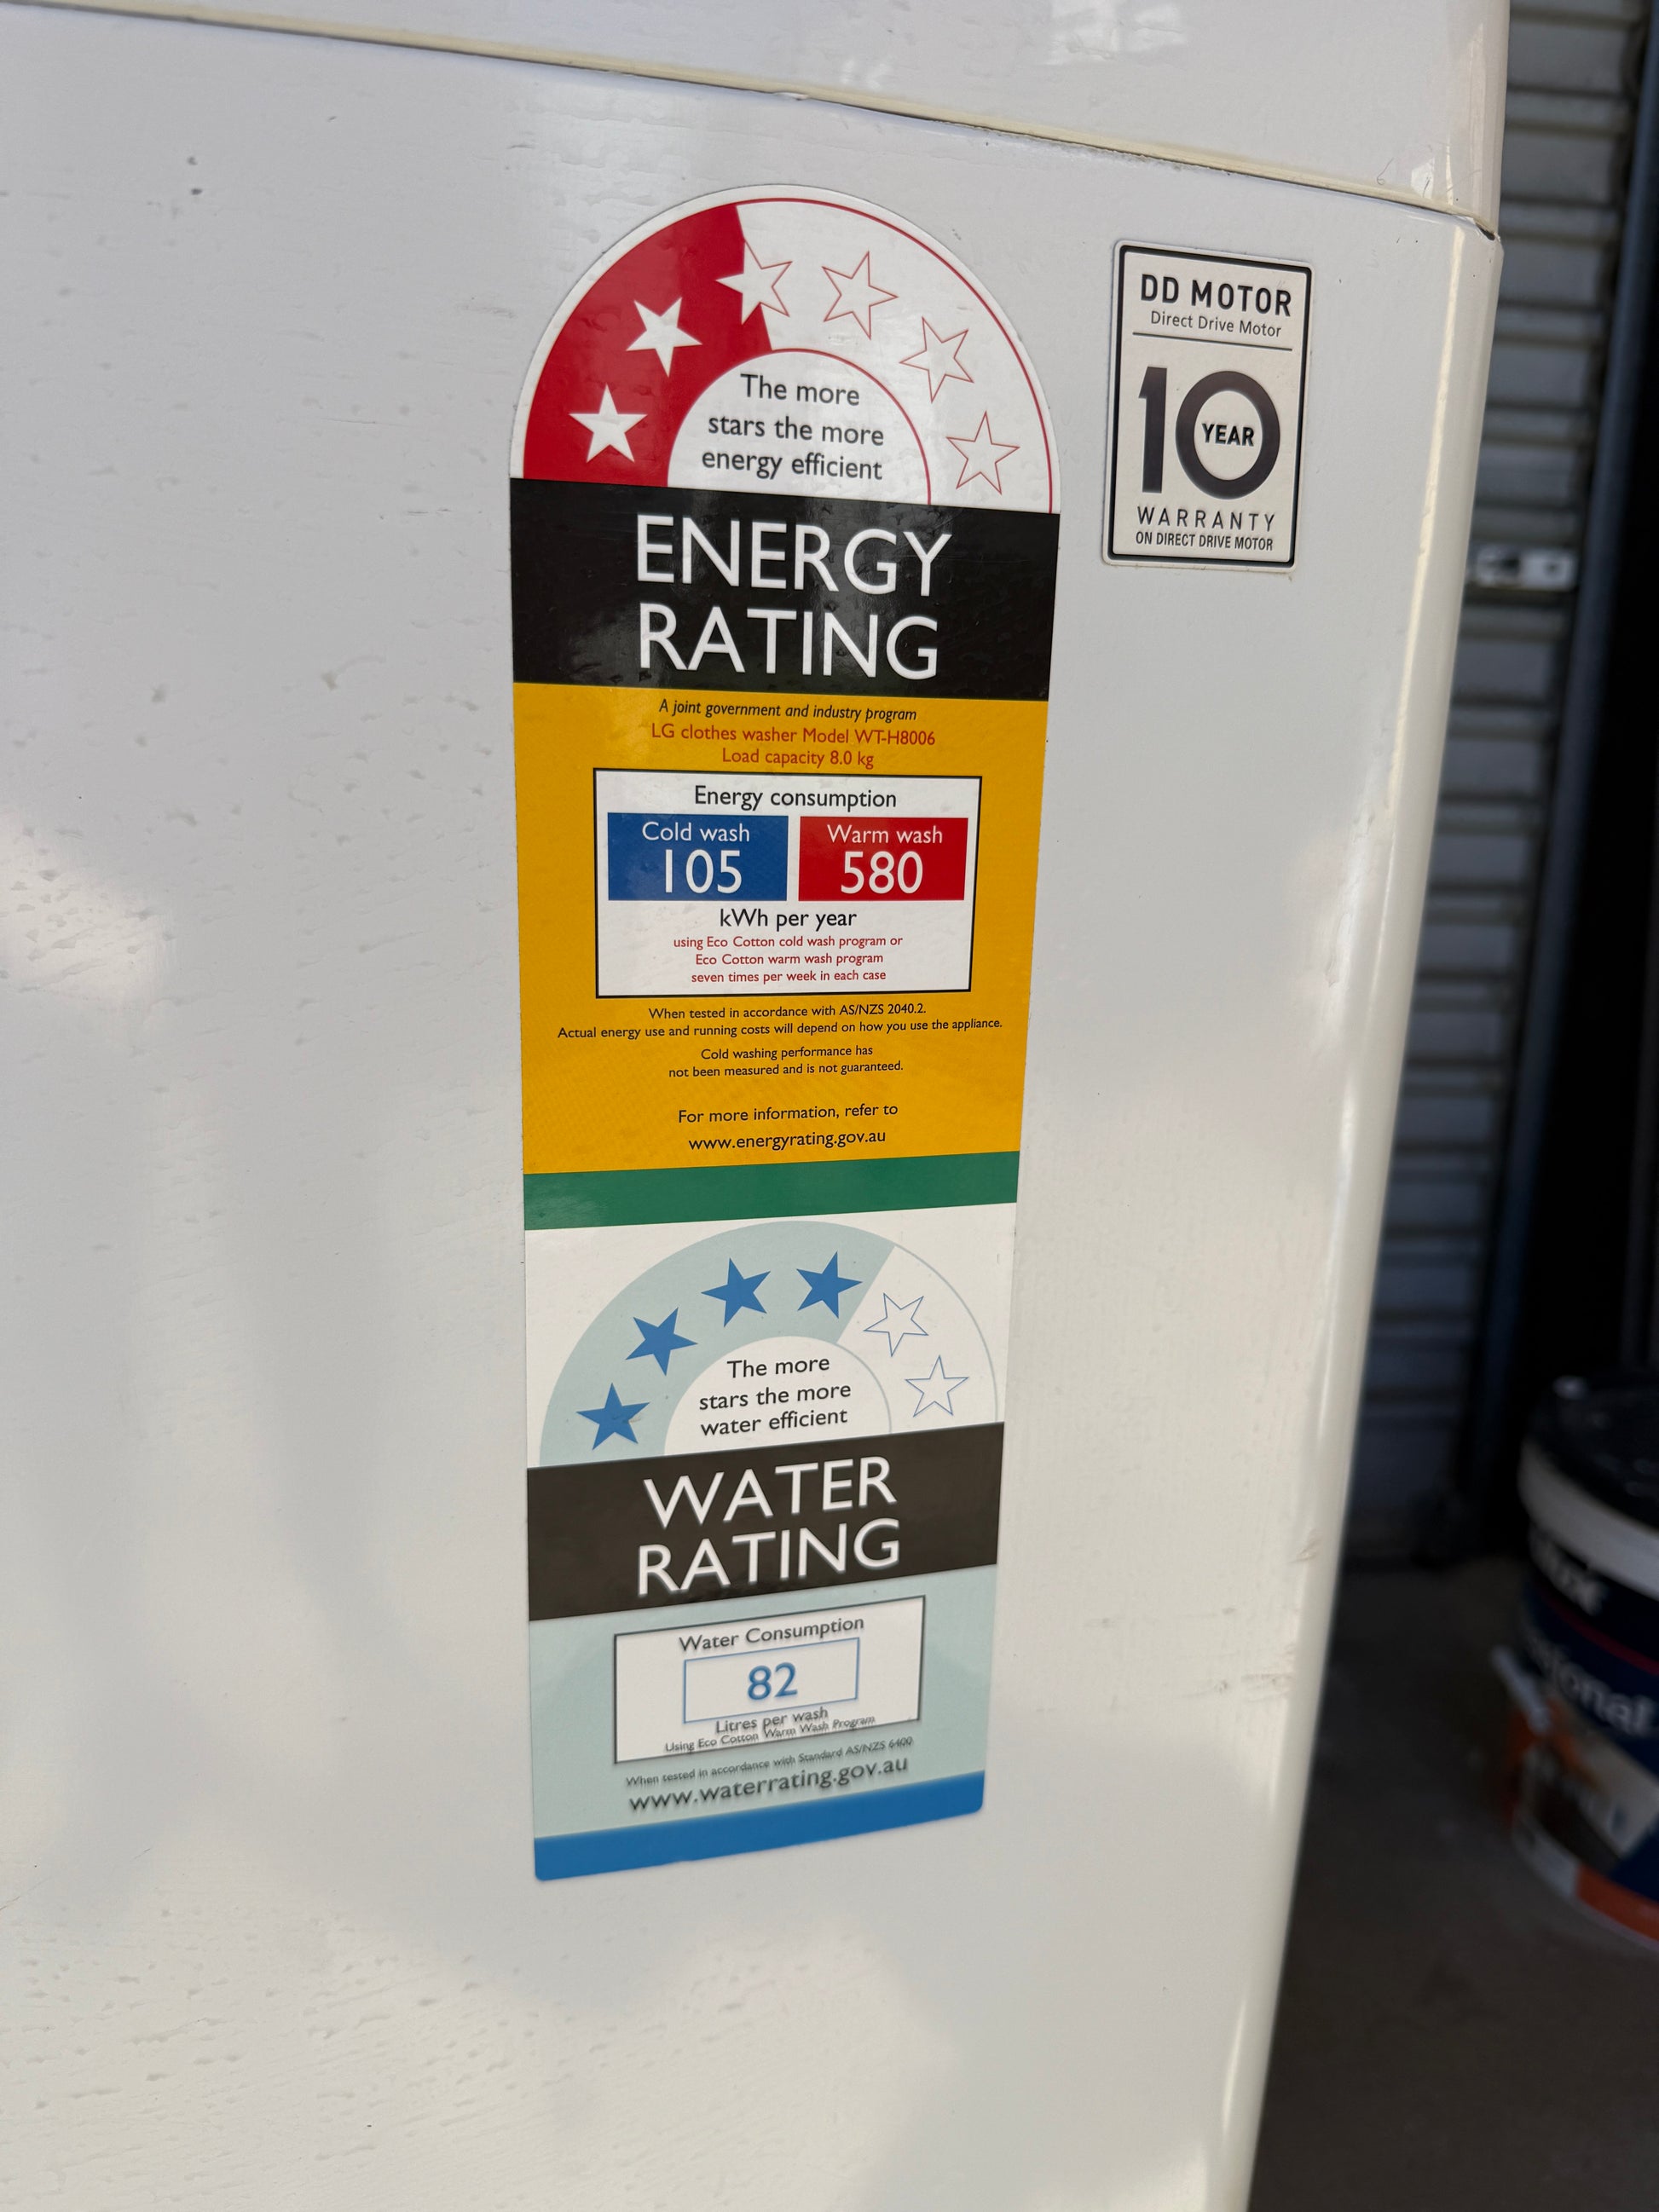 The more
stars the more
energy efficient
ENERGY
RATING
A joint government and industry program
LG clothes washer Model WT-H8006
Load capacity 8.0 kg
Energy consumption
Cold wash
105
Warm wash
580
kWh per year
using Eco Cotton cold wash program or
Eco Cotton warm wash program
seven times per week in each case
When tested in accordance with AS/NZS 2040.2.
Actual energy use and running costs will depend on how you use the appliance.
Cold washing performance has
not been measured and is not guaranteed.
For more information, refer to
www.energyrating.gov.au
The more
stars the more
water efficient
WATER
RATING
Water Consumption
82
Litres per wash
Using Eco Cotton Warm Wash Program
When tested in accordance with Standard AS/NZS 6400
www.waterrating.gov.au
DD MOTOR
Direct Drive Motor
10
YEAR
WARRANTY
ON DIRECT DRIVE MOTOR